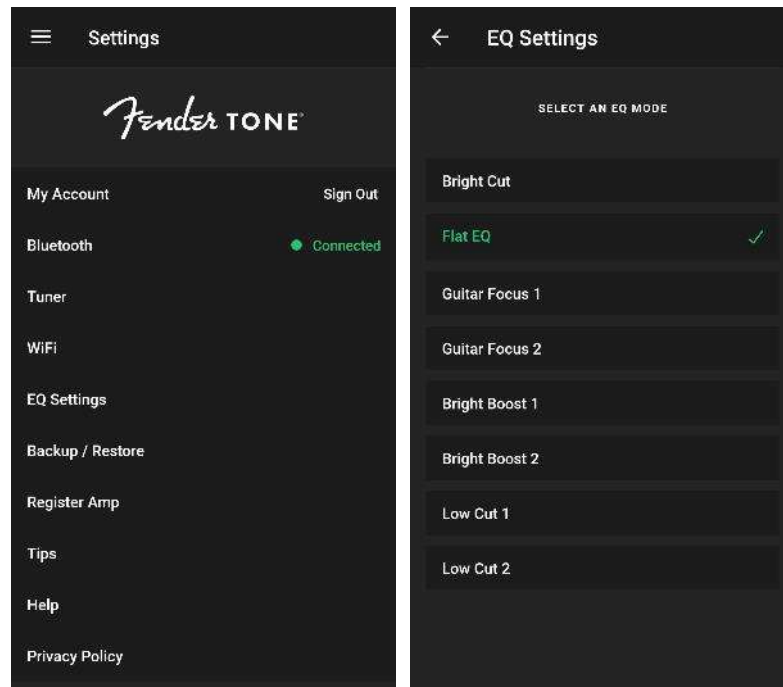 Settings
Fender TONE
My Account Sign Out
Bluetooth Connected
Tuner
WiFi
EQ Settings
Backup / Restore
Register Amp
Tips
Help
Privacy Policy
EQ Settings
SELECT AN EQ MODE
Bright Cut
Flat EQ
Guitar Focus 1
Guitar Focus 2
Bright Boost 1
Bright Boost 2
Low Cut 1
Low Cut 2